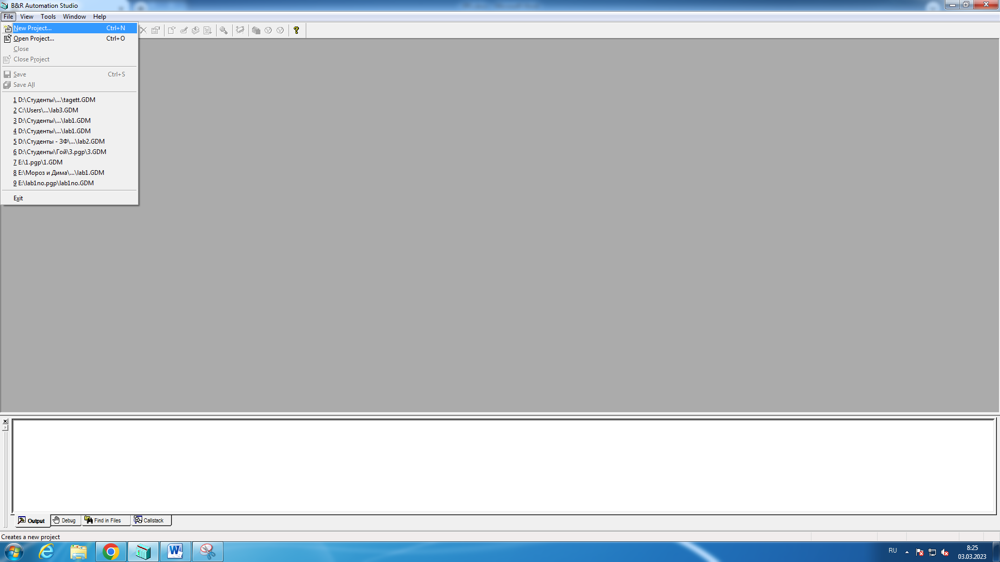 B&R Automation Studio
File View Tools Window Help
New Project... Ctrl+N
Open Project... Ctrl+O
Close
Close Project
Save Ctrl+S
Save All
1 D:\Студенты\...\tagett.GDM
2 C:\Users\...\lab3.GDM
3 D:\Студенты\...\lab1.GDM
4 D:\Студенты\...\lab1.GDM
5 D:\Студенты - ЗФ\...\lab2.GDM
6 D:\Студенты\Гой\3.pgp\3.GDM
7 E:\1.pgp\1.GDM
8 E:\Мороз и Дима\...\lab1.GDM
9 E:\lab1no.pgp\lab1no.GDM
Exit
Output Debug Find in Files Callstack
Creates a new project
RU
8:25
03.03.2023